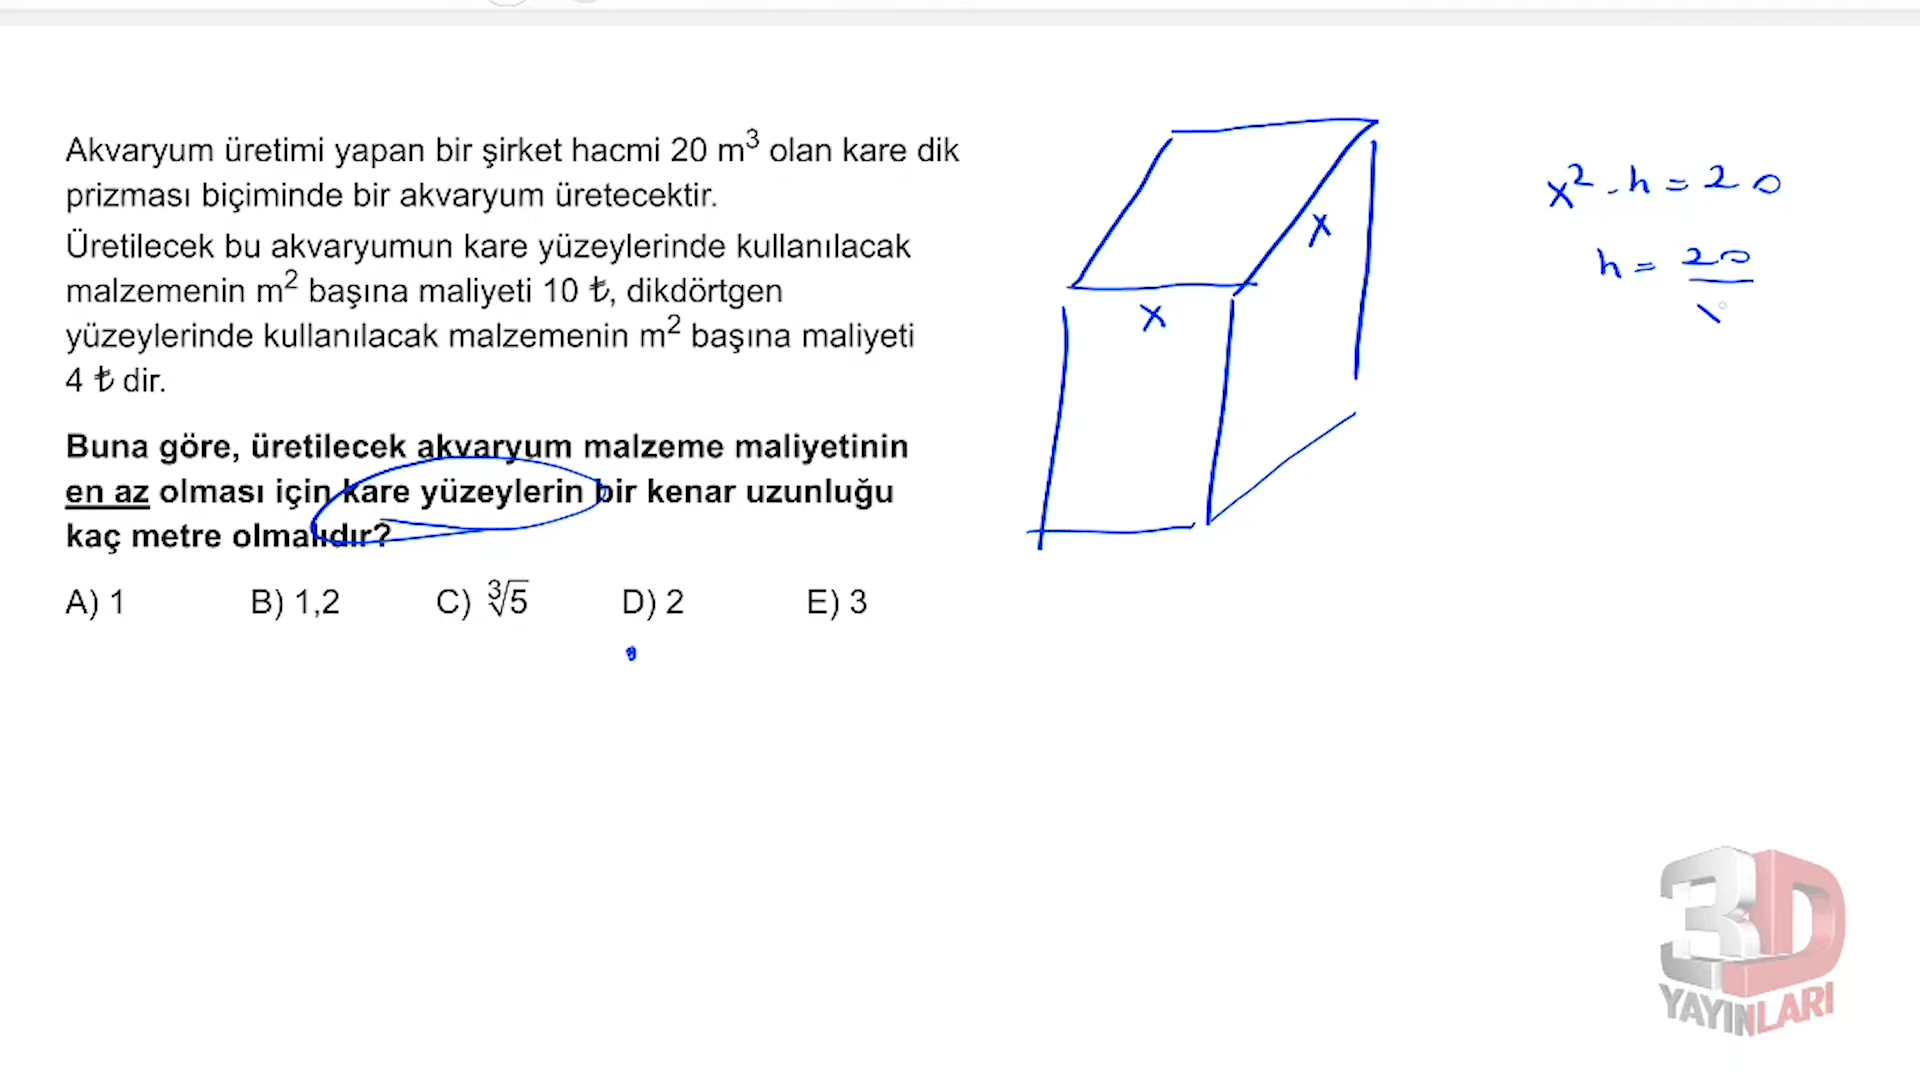 Akvaryum üretimi yapan bir şirket hacmi 20 m³ olan kare dik
prizması biçiminde bir akvaryum üretecektir.
Üretilecek bu akvaryumun kare yüzeylerinde kullanılacak
malzemenin m² başına maliyeti 10 ₺, dikdörtgen
yüzeylerinde kullanılacak malzemenin m² başına maliyeti
4 ₺ dir.
Buna göre, üretilecek akvaryum malzeme maliyetinin
en az olması için kare yüzeylerin bir kenar uzunluğu
kaç metre olmalıdır?
A) 1 B) 1,2 C) ∛5 D) 2 E) 3
x
x
x² · h = 20
h = 20
3D
YAYINLARI